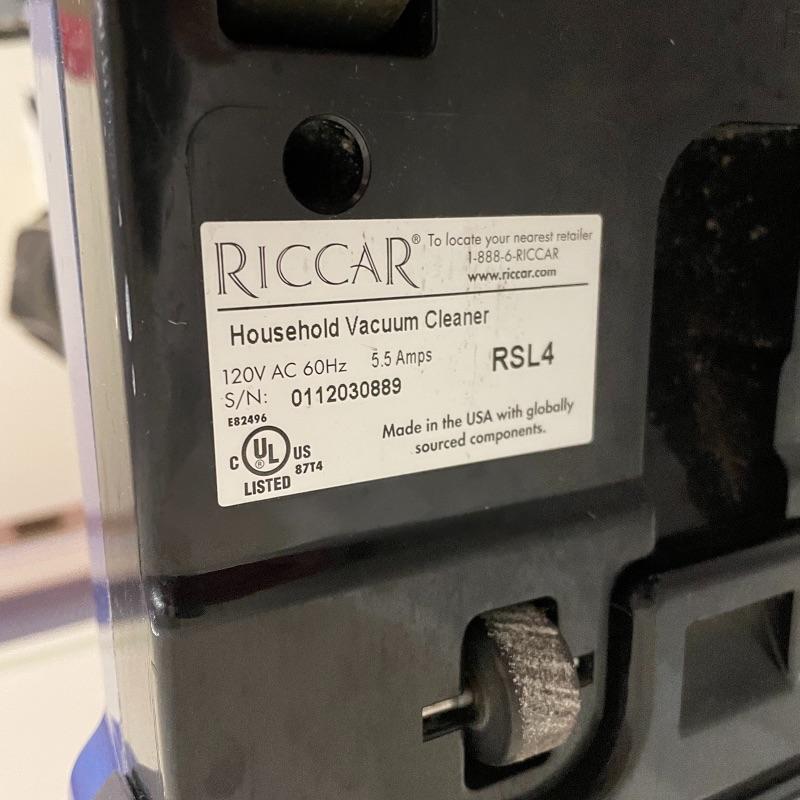 RICCAR®
To locate your nearest retailer
1-888-6-RICCAR
www.riccar.com
Household Vacuum Cleaner
120V AC 60Hz 5.5 Amps RSL4
S/N: 0112030889
E82496
C UL® US
87T4
LISTED
Made in the USA with globally
sourced components.